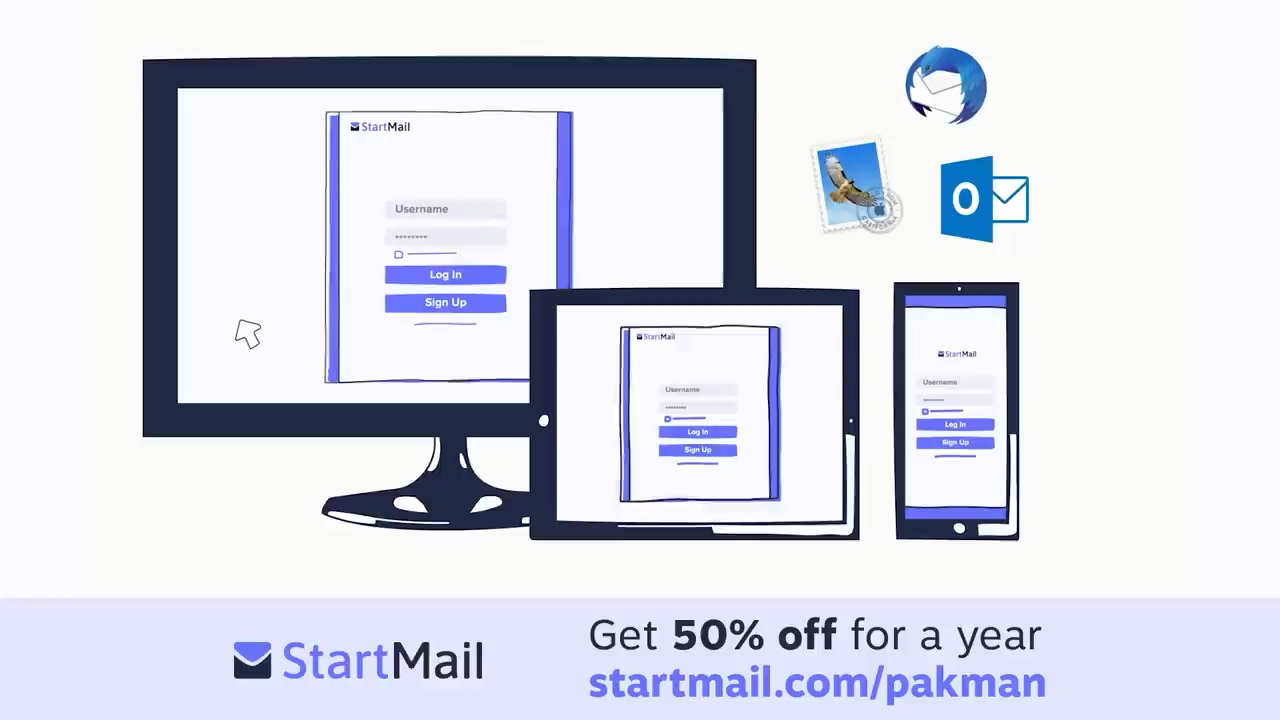 StartMail
Username
Log In
Sign Up
StartMail
Username
Log In
Sign Up
StartMail
Username
Log In
Sign Up
O
StartMail
Get 50% off for a year
startmail.com/pakman